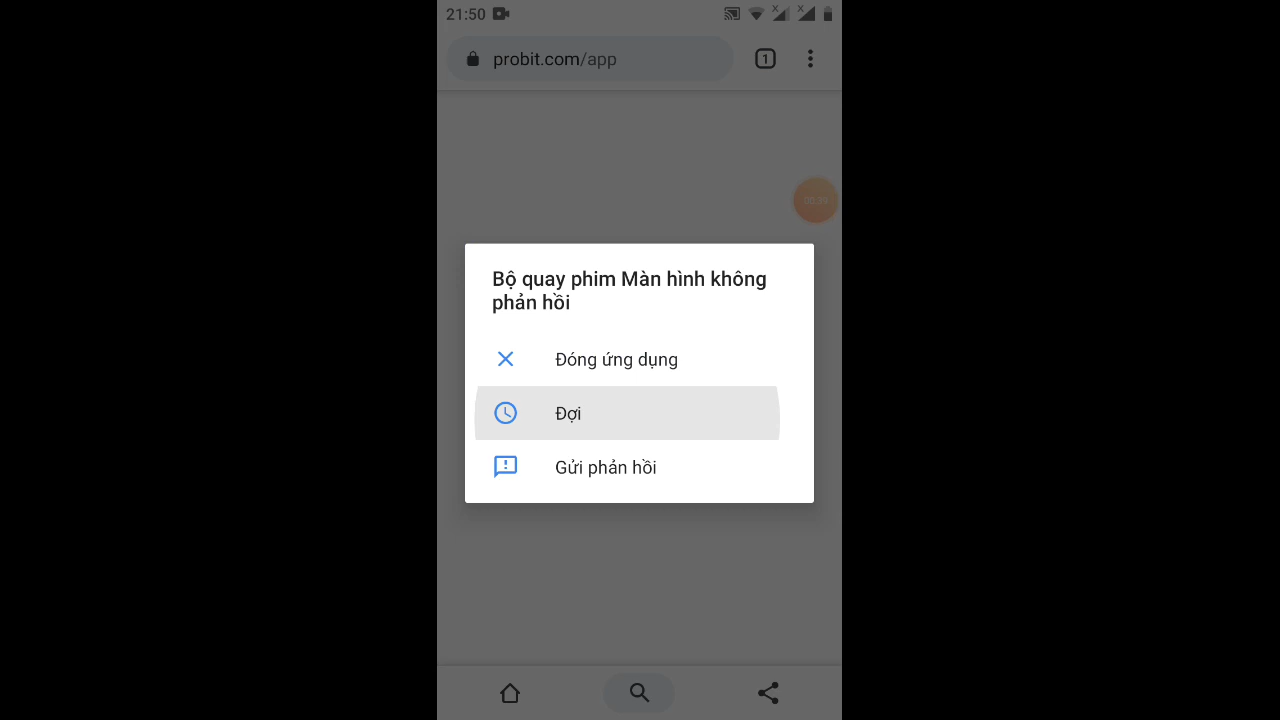 21:50
probit.com/app
1
Bộ quay phim Màn hình không
phản hồi
Đóng ứng dụng
Đợi
Gửi phản hồi